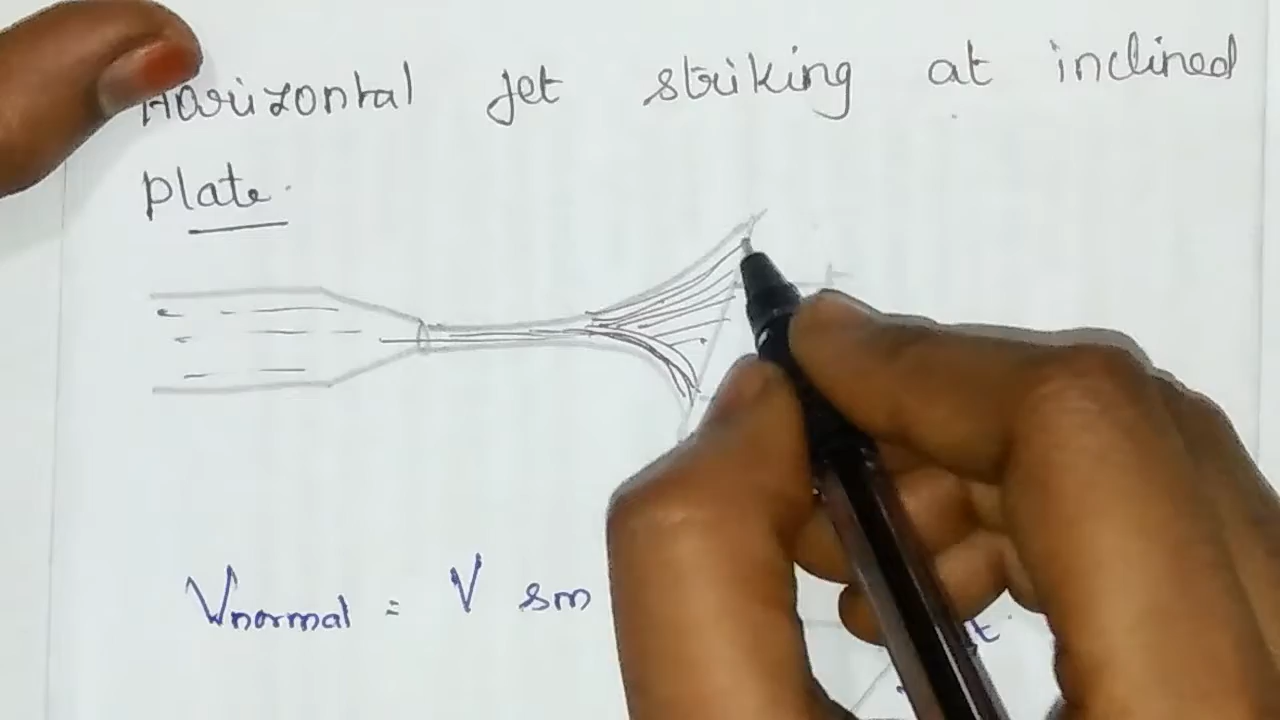 Horizontal jet striking at inclined
plate.
Vnormal = V sin
t.